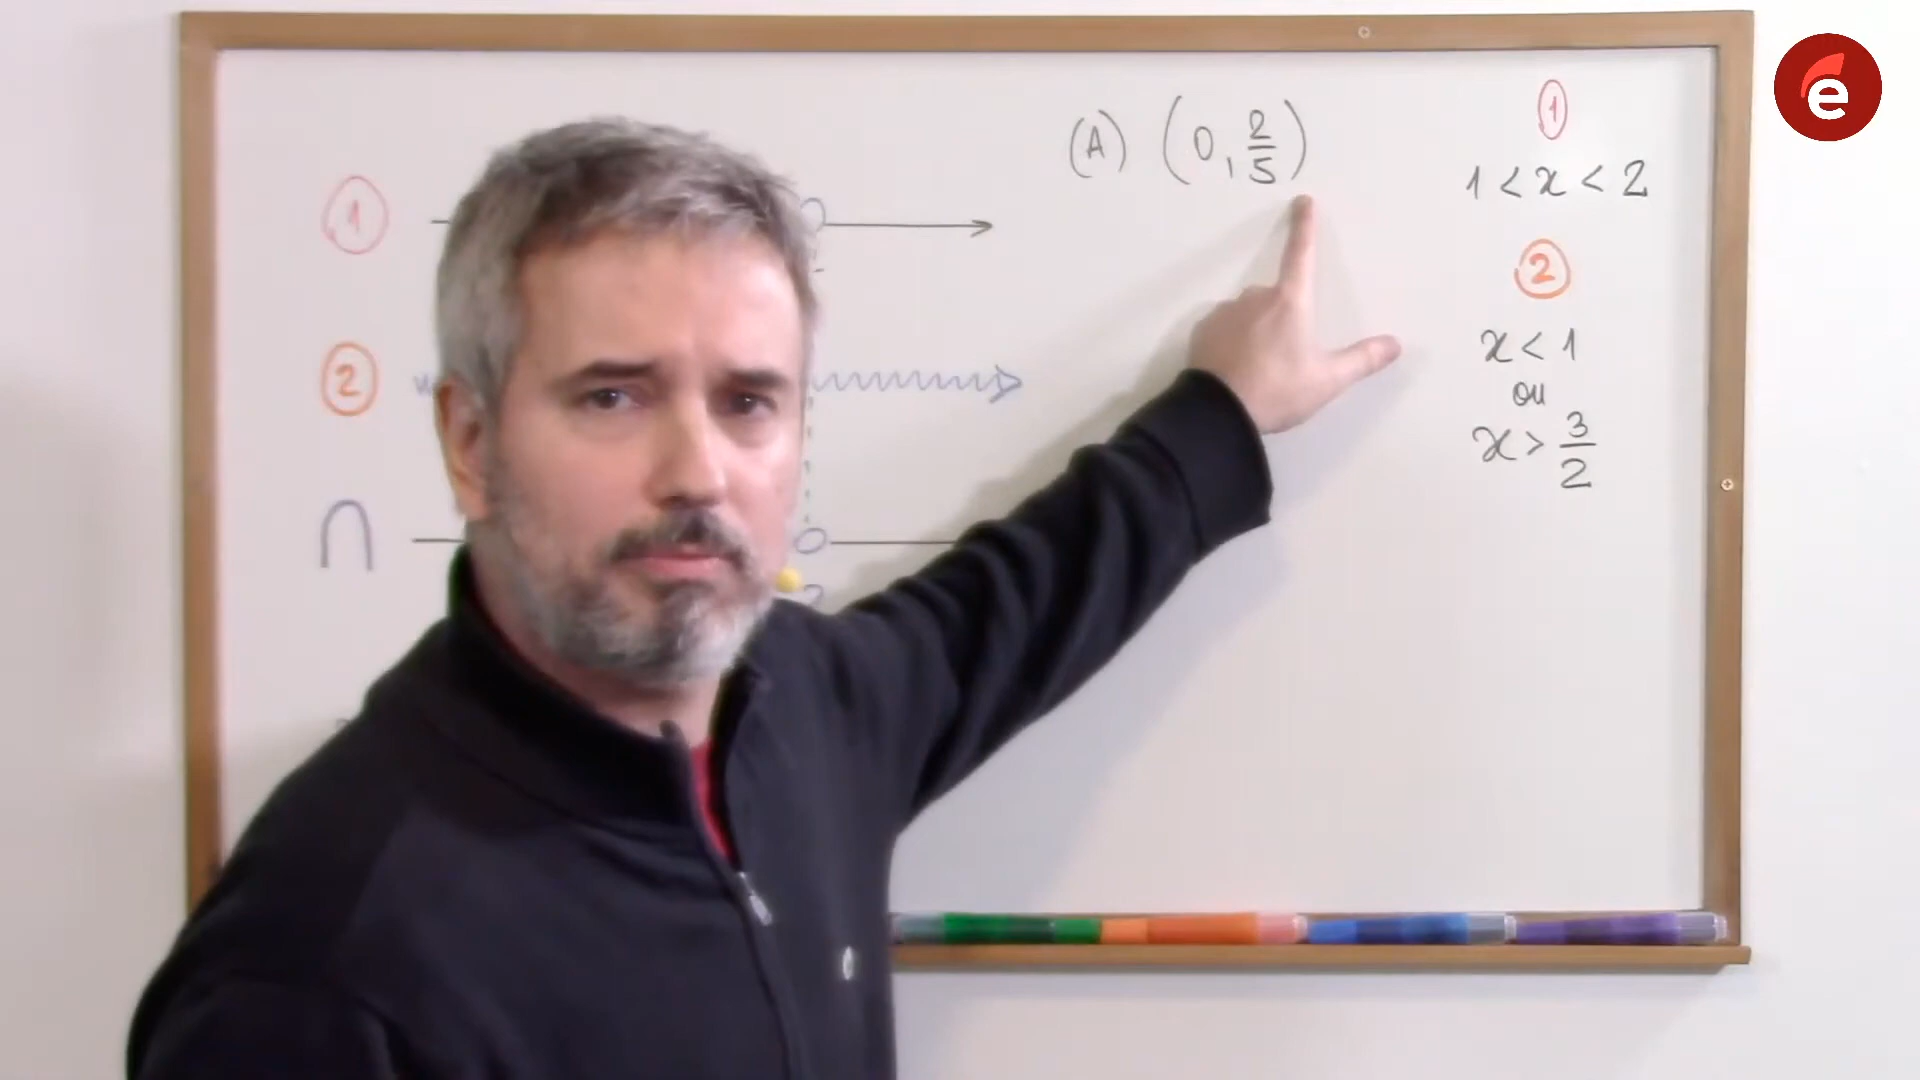 (A) (0, 2/5)
1
1 < x < 2
2
x < 1
ou
x > 3/2
1
2
∩
e